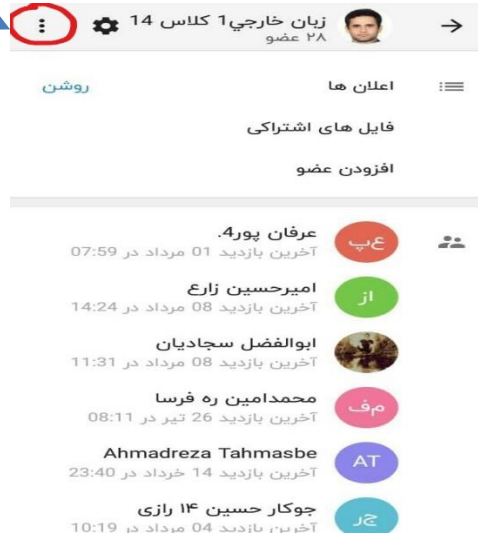 زبان خارجي1 کلاس 14
۲۸ عضو
اعلان ها
روشن
فایل های اشتراکی
افزودن عضو
ع‌پ
عرفان پور4.
آخرین بازدید 01 مرداد در 07:59
از
امیرحسین زارع
آخرین بازدید 08 مرداد در 14:24
ابوالفضل سجادیان
آخرین بازدید 08 مرداد در 11:31
م‌ف
محمدامین ره فرسا
آخرین بازدید 26 تیر در 08:11
AT
Ahmadreza Tahmasbe
آخرین بازدید 14 خرداد در 23:40
ج‌ر
جوکار حسین ۱۴ رازی
آخرین بازدید 04 مرداد در 10:19